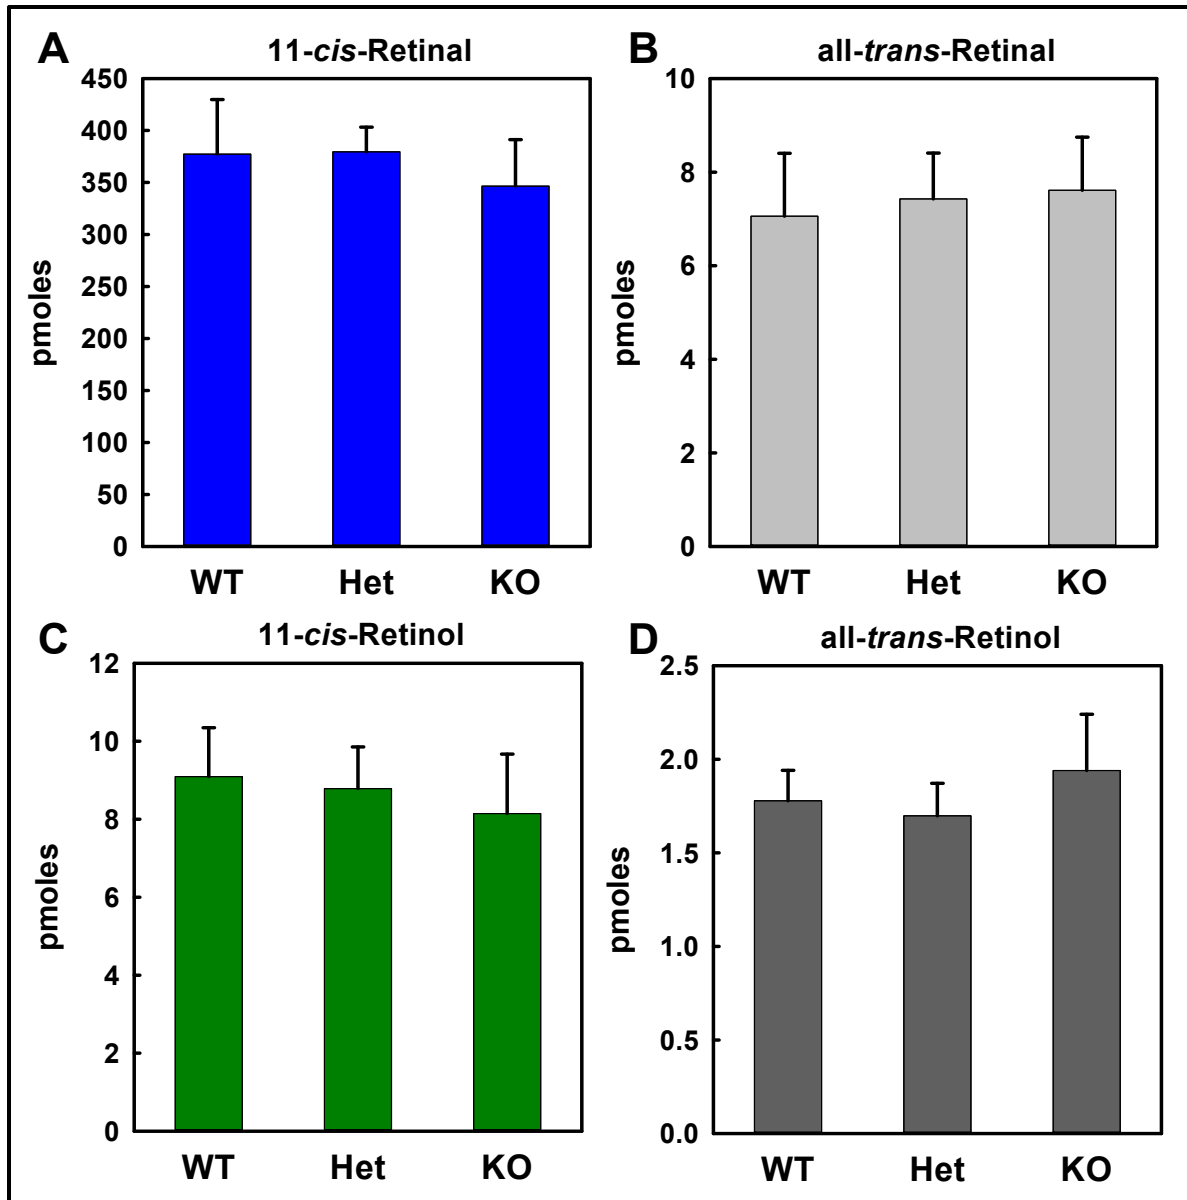 A
11-cis-Retinal
450
400
350
300
250
200
150
100
50
0
pmoles
WT Het KO
B
all-trans-Retinal
10
8
6
4
2
0
pmoles
WT Het KO
C
11-cis-Retinol
12
10
8
6
4
2
0
pmoles
WT Het KO
D
all-trans-Retinol
2.5
2.0
1.5
1.0
0.5
0.0
pmoles
WT Het KO